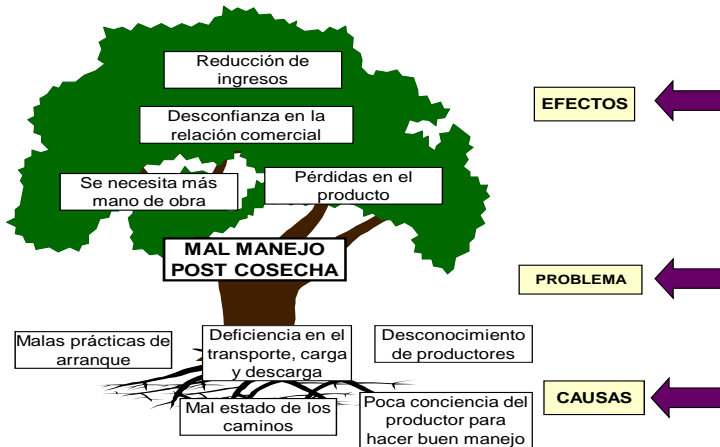 Reducción de
ingresos
EFECTOS
Desconfianza en la
relación comercial
Se necesita más
mano de obra
Pérdidas en el
producto
MAL MANEJO
POST COSECHA
PROBLEMA
Malas prácticas de
arranque
Deficiencia en el
transporte, carga
y descarga
Desconocimiento
de productores
Mal estado de los
caminos
Poca conciencia del
productor para
hacer buen manejo
CAUSAS